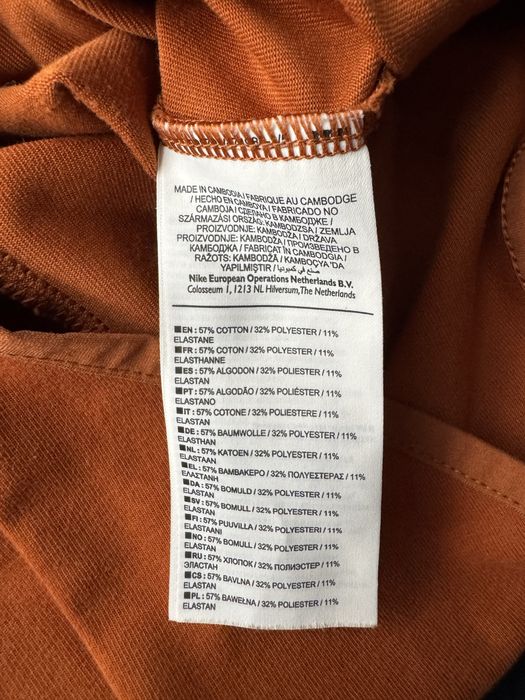 MADE IN CAMBODIA / FABRIQUE AU CAMBODGE
/ HECHO EN CAMBOYA / FABRICADO NO
CAMBOJA / СДЕЛАНО В КАМБОДЖЕ /
SZÁRMAZÁSI ORSZÁG: KAMBODZSA / ZEMLJA
PROIZVODNJE: KAMBODŽA / DRŽAVA
PROIZVODNJE: KAMBODŽA / ПРОИЗВЕДЕНО В
КАМБОДЖА / FABRICAT ÎN CAMBODGIA /
RAŽOTS: KAMBODŽĀ / KAMBOÇYA 'DA
YAPILMIŞTIR / صنع في كمبوديا
Nike European Operations Netherlands B.V.
Colosseum 1, 1213 NL Hilversum, The Netherlands
EN : 57% COTTON / 32% POLYESTER / 11%
ELASTANE
FR : 57% COTON / 32% POLYESTER / 11%
ELASTHANNE
ES : 57% ALGODON / 32% POLIESTER / 11%
ELASTAN
PT : 57% ALGODÃO / 32% POLIÉSTER / 11%
ELASTANO
IT : 57% COTONE / 32% POLIESTERE / 11%
ELASTAN
DE : 57% BAUMWOLLE / 32% POLYESTER / 11%
ELASTHAN
NL : 57% KATOEN / 32% POLYESTER / 11%
ELASTAAN
EL : 57% ΒΑΜΒΑΚΕΡΟ / 32% ΠΟΛΥΕΣΤΕΡΑΣ / 11%
ΕΛΑΣΤΑΝΗ
DA : 57% BOMULD / 32% POLYESTER / 11%
ELASTAN
SV : 57% BOMULL / 32% POLYESTER / 11%
ELASTAN
FI : 57% PUUVILLA / 32% POLYESTERI / 11%
ELASTAANI
NO : 57% BOMULL / 32% POLYESTER / 11%
ELASTAN
RU : 57% ХЛОПОК / 32% ПОЛИЭСТЕР / 11%
ЭЛАСТАН
CS : 57% BAVLNA / 32% POLYESTER / 11%
ELASTAN
PL : 57% BAWEŁNA / 32% POLIESTER / 11%
ELASTAN